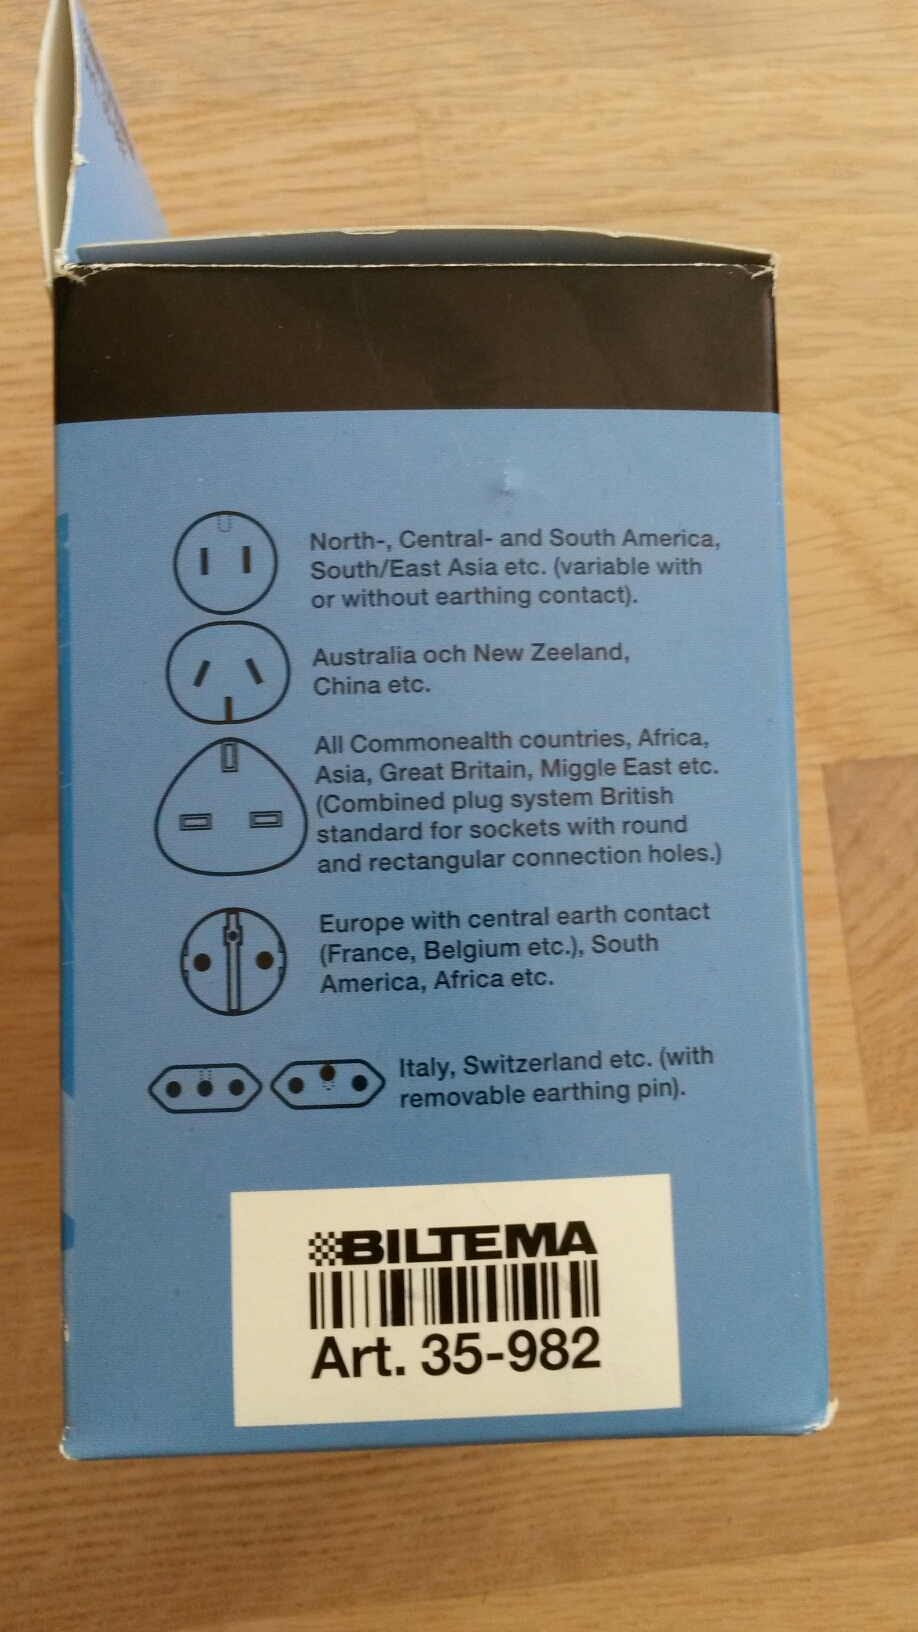 North-, Central- and South America,
South/East Asia etc. (variable with
or without earthing contact).
Australia och New Zeeland,
China etc.
All Commonealth countries, Africa,
Asia, Great Britain, Miggle East etc.
(Combined plug system British
standard for sockets with round
and rectangular connection holes.)
Europe with central earth contact
(France, Belgium etc.), South
America, Africa etc.
Italy, Switzerland etc. (with
removable earthing pin).
BILTEMA
Art. 35-982